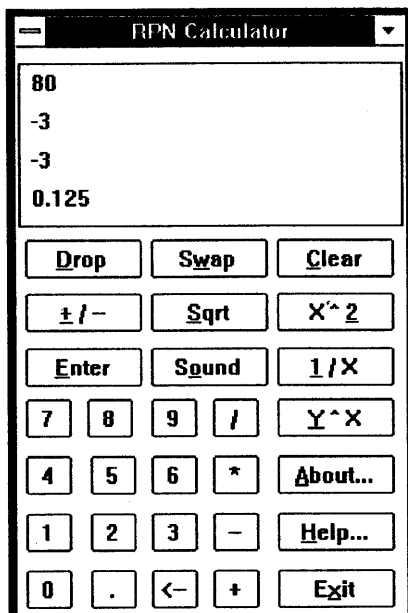 RPN Calculator
80
-3
-3
0.125
Drop Swap Clear
+/- Sqrt X^2
Enter Sound 1/X
7 8 9 / Y^X
4 5 6 * About...
1 2 3 - Help...
0 . <- + Exit